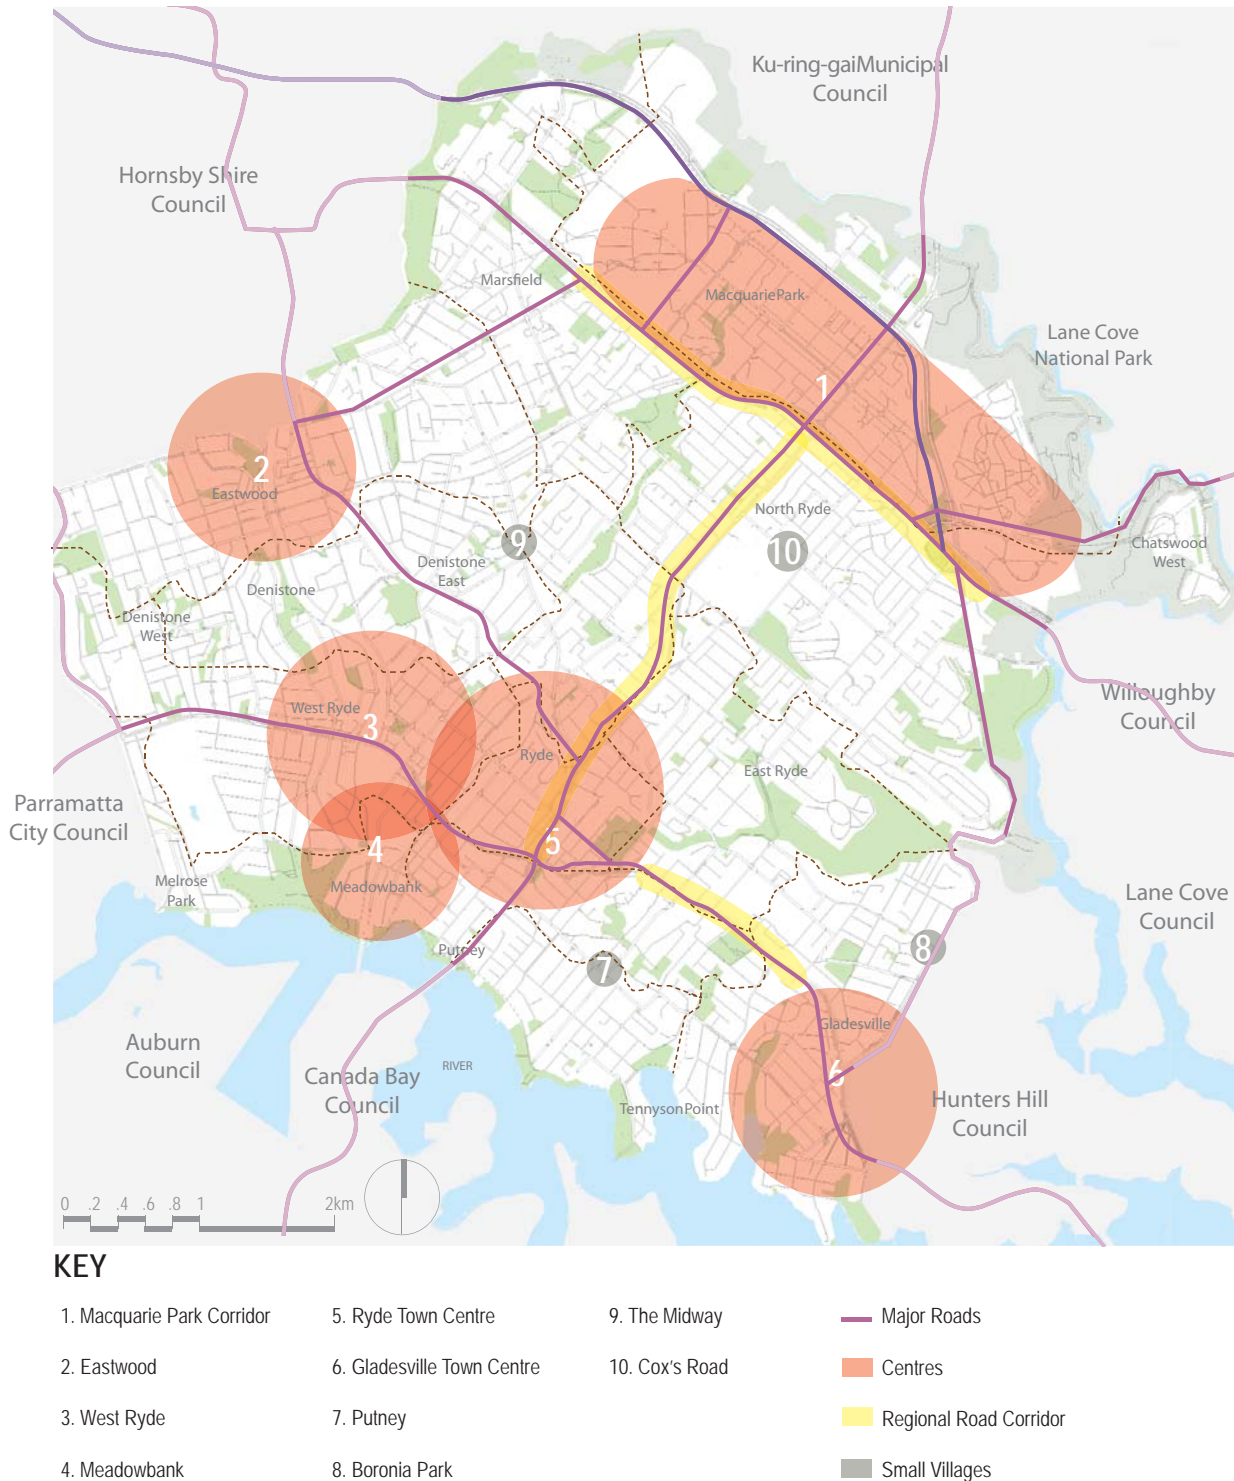 Ku-ring-gaiMunicipal
Council
Hornsby Shire
Council
Marsfield
MacquariePark
Lane Cove
National Park
1
2
Eastwood
North Ryde
9
10
Chatswood
West
Denistone
East
Denistone
Denistone
West
West Ryde
3
Ryde
Willoughby
Council
East Ryde
Parramatta
City Council
5
4
Meadowbank
Melrose
Park
Lane Cove
Council
Putney
7
8
Gladesville
Auburn
Council
Canada Bay
Council
RIVER
6
TennysonPoint
Hunters Hill
Council
0 .2 .4 .6 .8 1 2km
KEY
1. Macquarie Park Corridor
2. Eastwood
3. West Ryde
4. Meadowbank
5. Ryde Town Centre
6. Gladesville Town Centre
7. Putney
8. Boronia Park
9. The Midway
10. Cox's Road
Major Roads
Centres
Regional Road Corridor
Small Villages